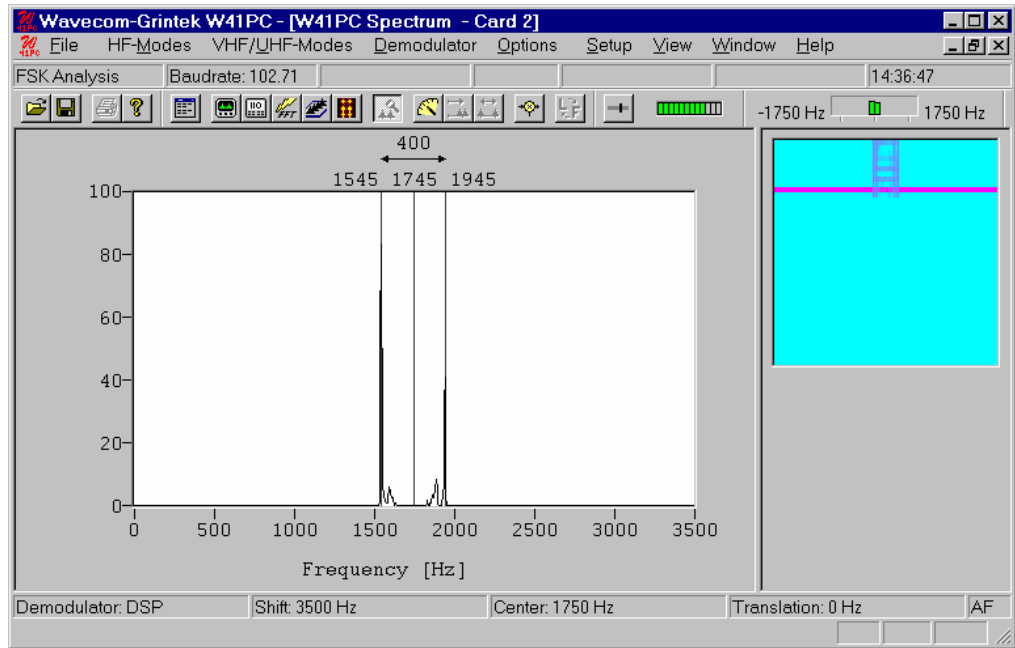 Wavecom-Grintek W41PC - [W41PC Spectrum - Card 2]
File HF-Modes VHF/UHF-Modes Demodulator Options Setup View Window Help
FSK Analysis Baudrate: 102.71 14:36:47
-1750 Hz 1750 Hz
400
1545 1745 1945
100
80
60
40
20
0
0 500 1000 1500 2000 2500 3000 3500
Frequency [Hz]
Demodulator: DSP Shift: 3500 Hz Center: 1750 Hz Translation: 0 Hz AF